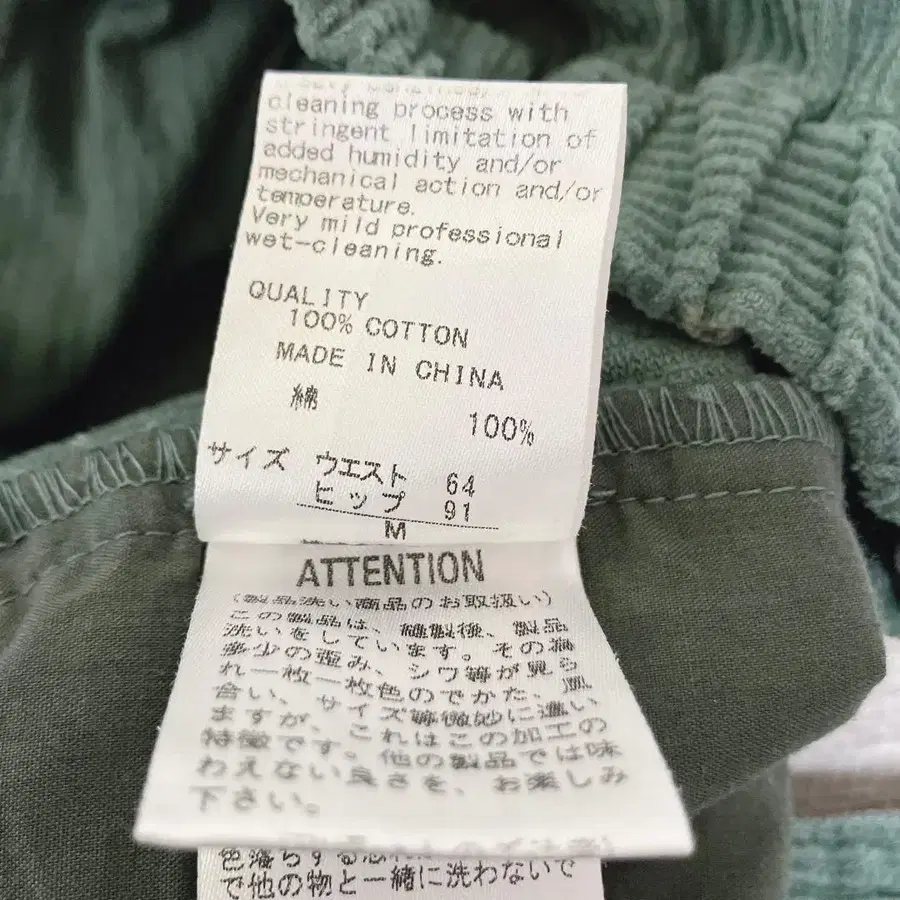 cleaning process with
stringent limitation of
added humidity and/or
mechanical action and/or
temperature.
Very mild professional
wet-cleaning.
QUALITY
100% COTTON
MADE IN CHINA
綿
100%
サイズ ウエスト 64
ヒップ 91
M
ATTENTION
(製品洗い商品のお取扱い)
この製品は、縫製後、製品
洗いをしています。その為
多少の歪み、シワ等が見ら
れ一枚一枚色のでかた、風
合い、サイズ等微妙に違い
ますが、これはこの加工の
特徴です。他の製品では味
わえない良さを、お楽しみ
下さい。
色落ちする恐れ
で他の物と一緒に洗わないで